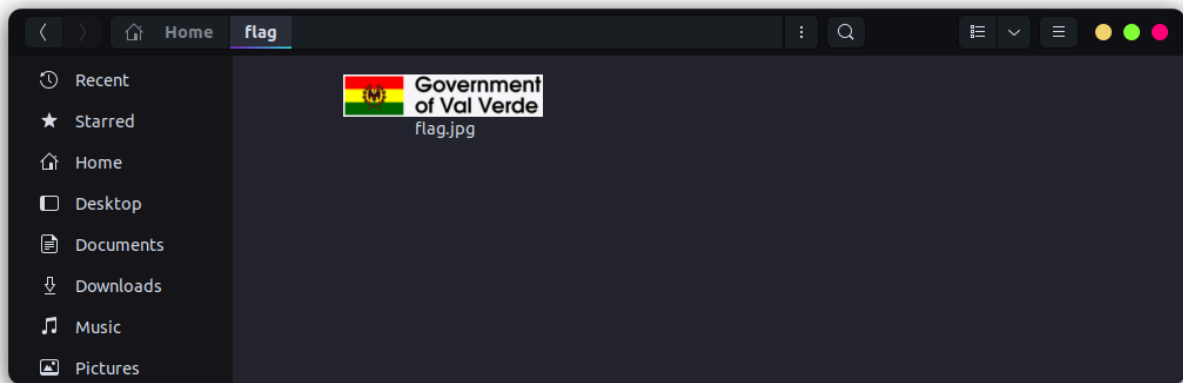 Home flag
Recent
Starred
Home
Desktop
Documents
Downloads
Music
Pictures
Government
of Val Verde
flag.jpg